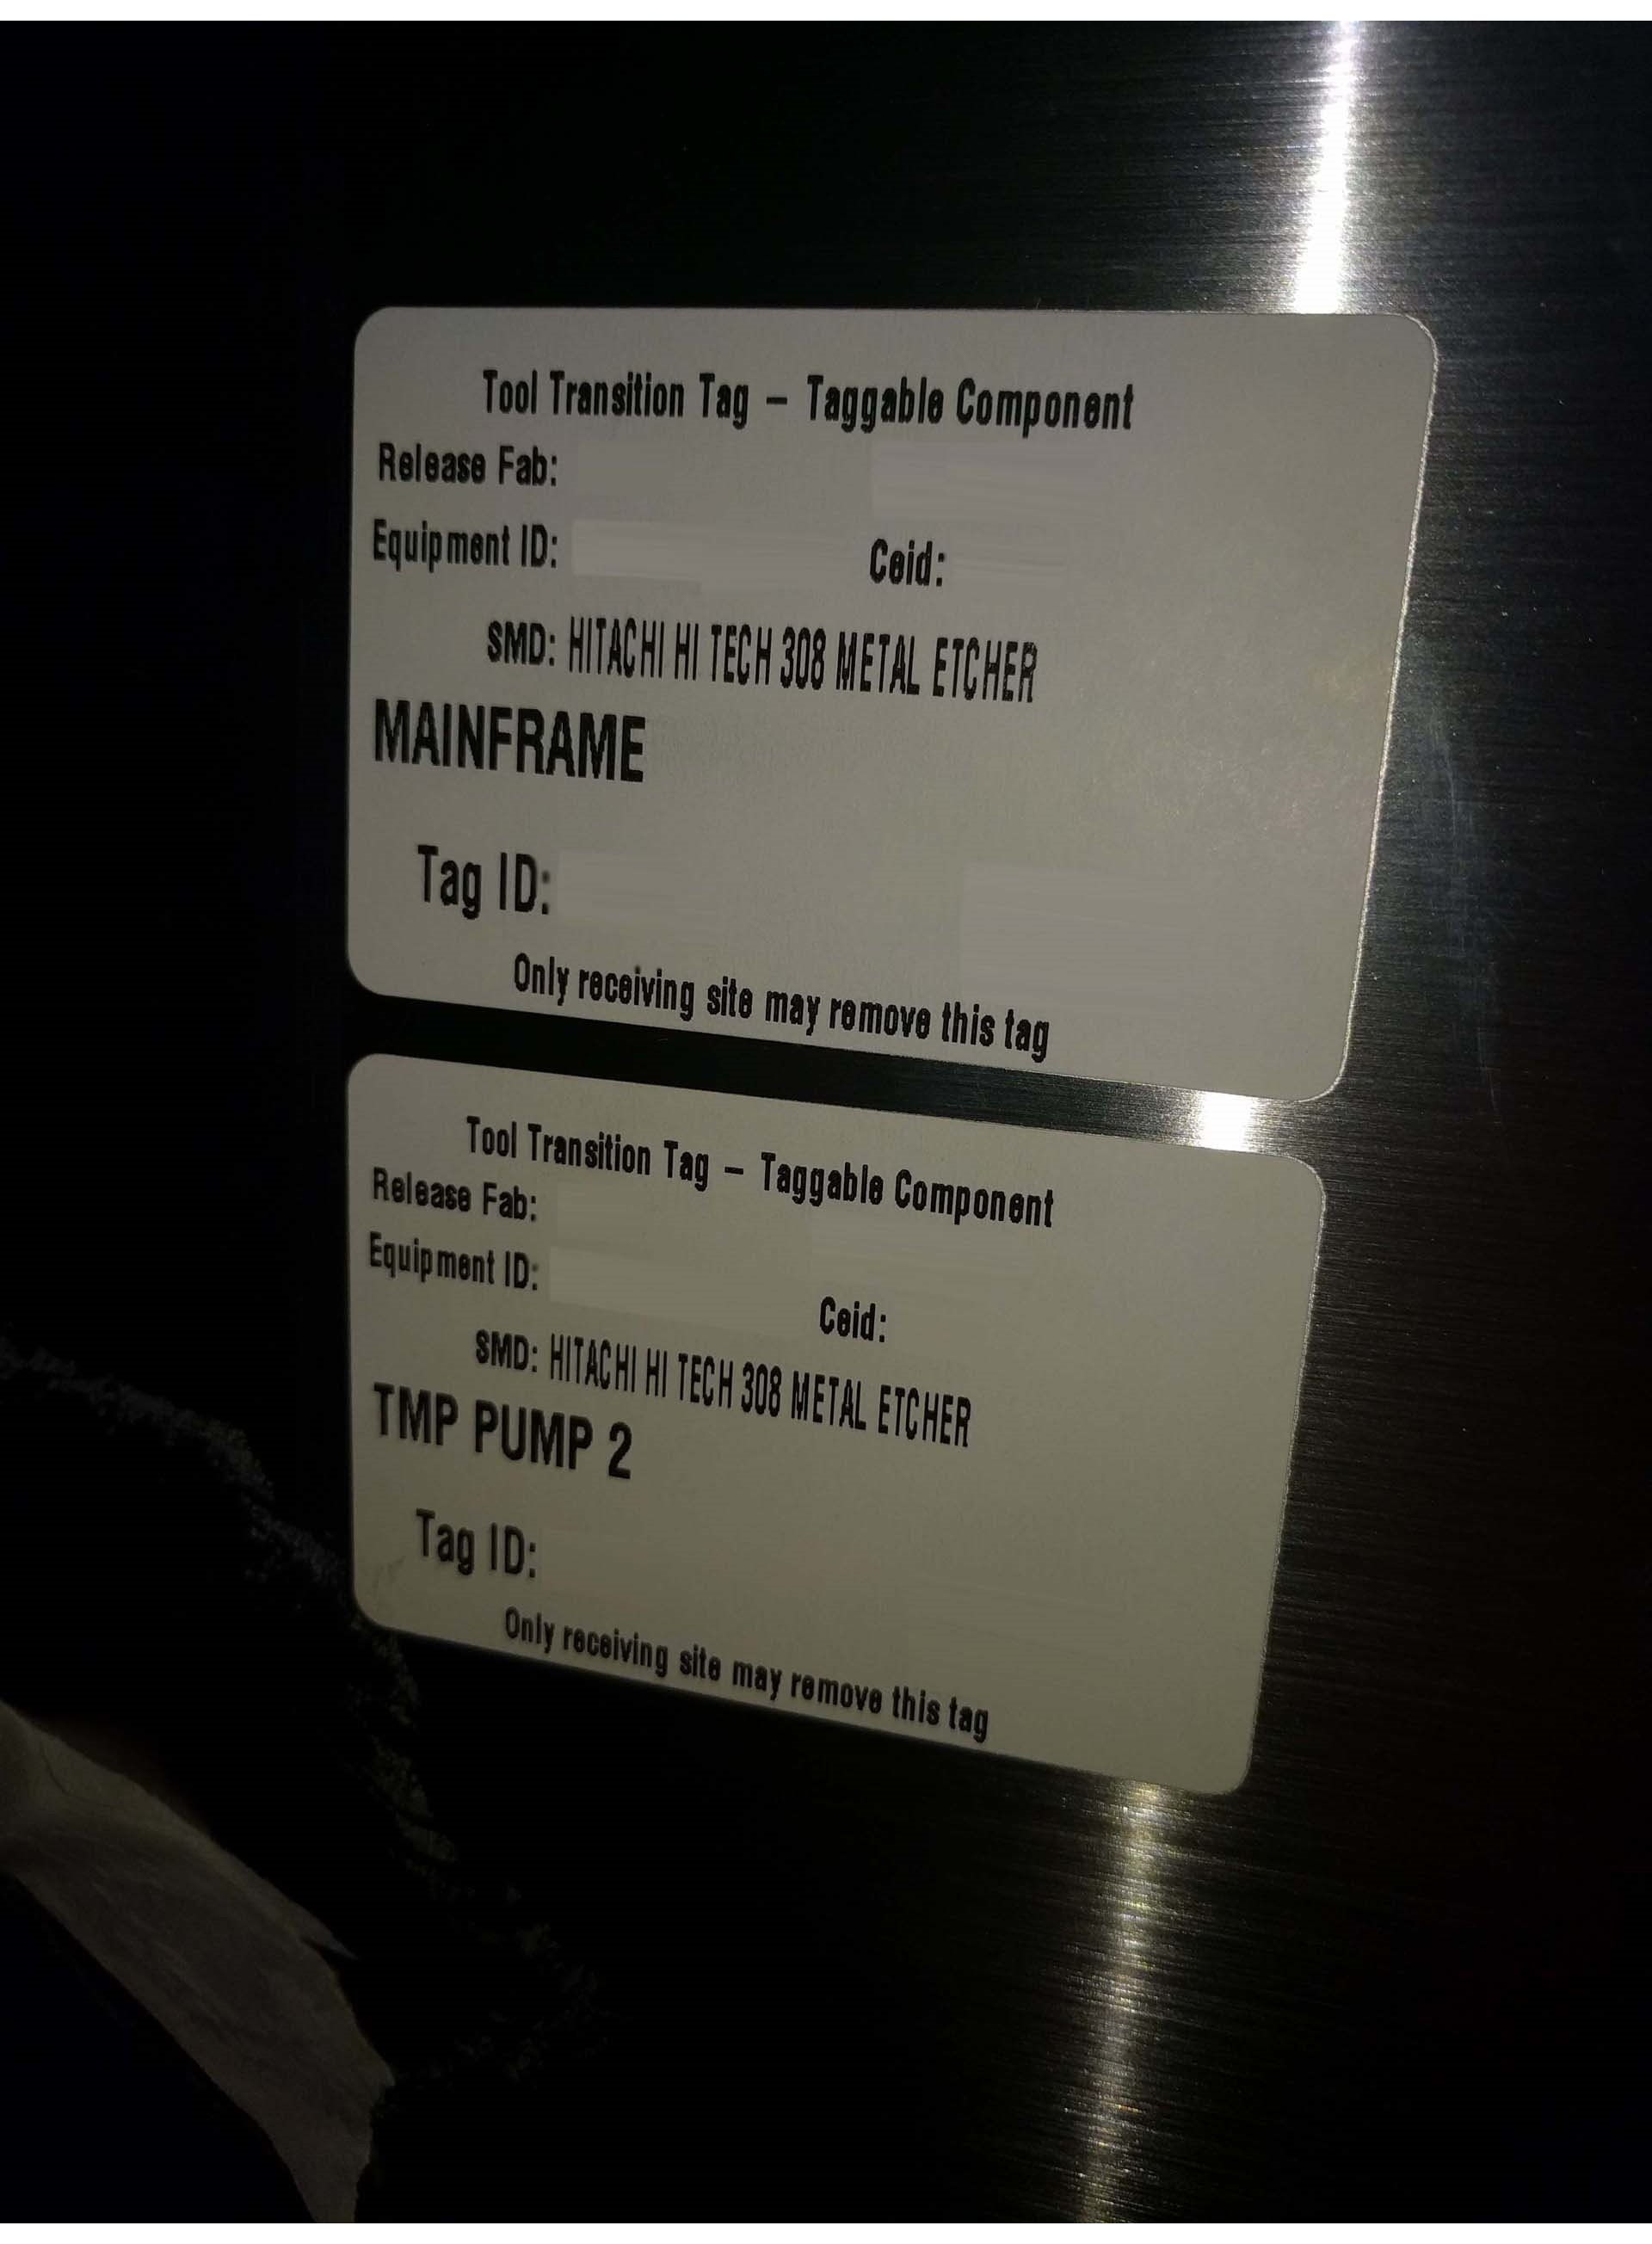 Tool Transition Tag – Taggable Component
Release Fab:
Equipment ID: Ceid:
SMD: HITACHI HI TECH 308 METAL ETCHER
MAINFRAME
Tag ID:
Only receiving site may remove this tag
Tool Transition Tag – Taggable Component
Release Fab:
Equipment ID:
Ceid:
SMD: HITACHI HI TECH 308 METAL ETCHER
TMP PUMP 2
Tag ID:
Only receiving site may remove this tag